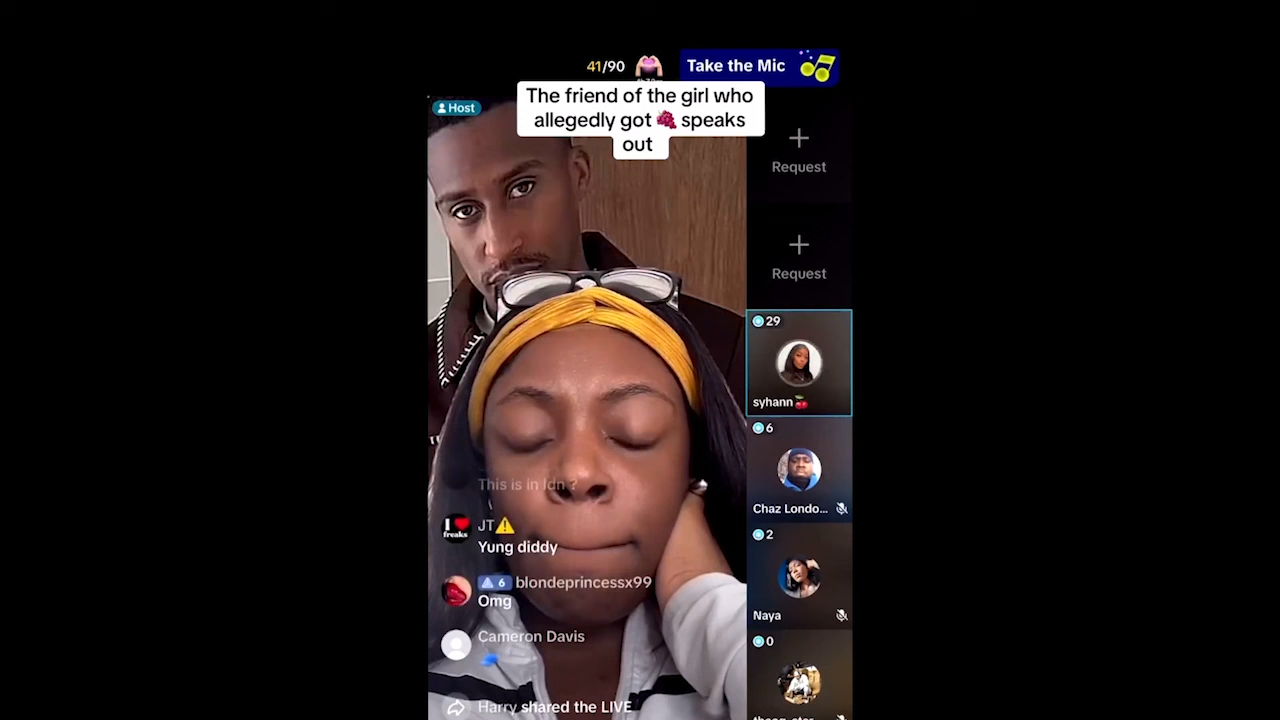 41/90
Take the Mic
Host
The friend of the girl who
allegedly got 🍇 speaks
out
Request
Request
29
syhann🍒
6
Chaz Londo...
2
Naya
0
This is in ldn ?
I ❤️
freaks
JT⚠️
Yung diddy
6 blondeprincessx99
Omg
Cameron Davis
Harry shared the LIVE